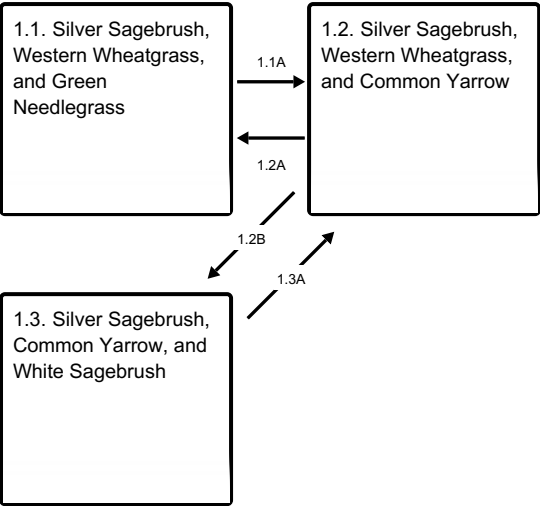 1.1. Silver Sagebrush,
Western Wheatgrass,
and Green
Needlegrass
1.1A
1.2A
1.2. Silver Sagebrush,
Western Wheatgrass,
and Common Yarrow
1.2B
1.3A
1.3. Silver Sagebrush,
Common Yarrow, and
White Sagebrush